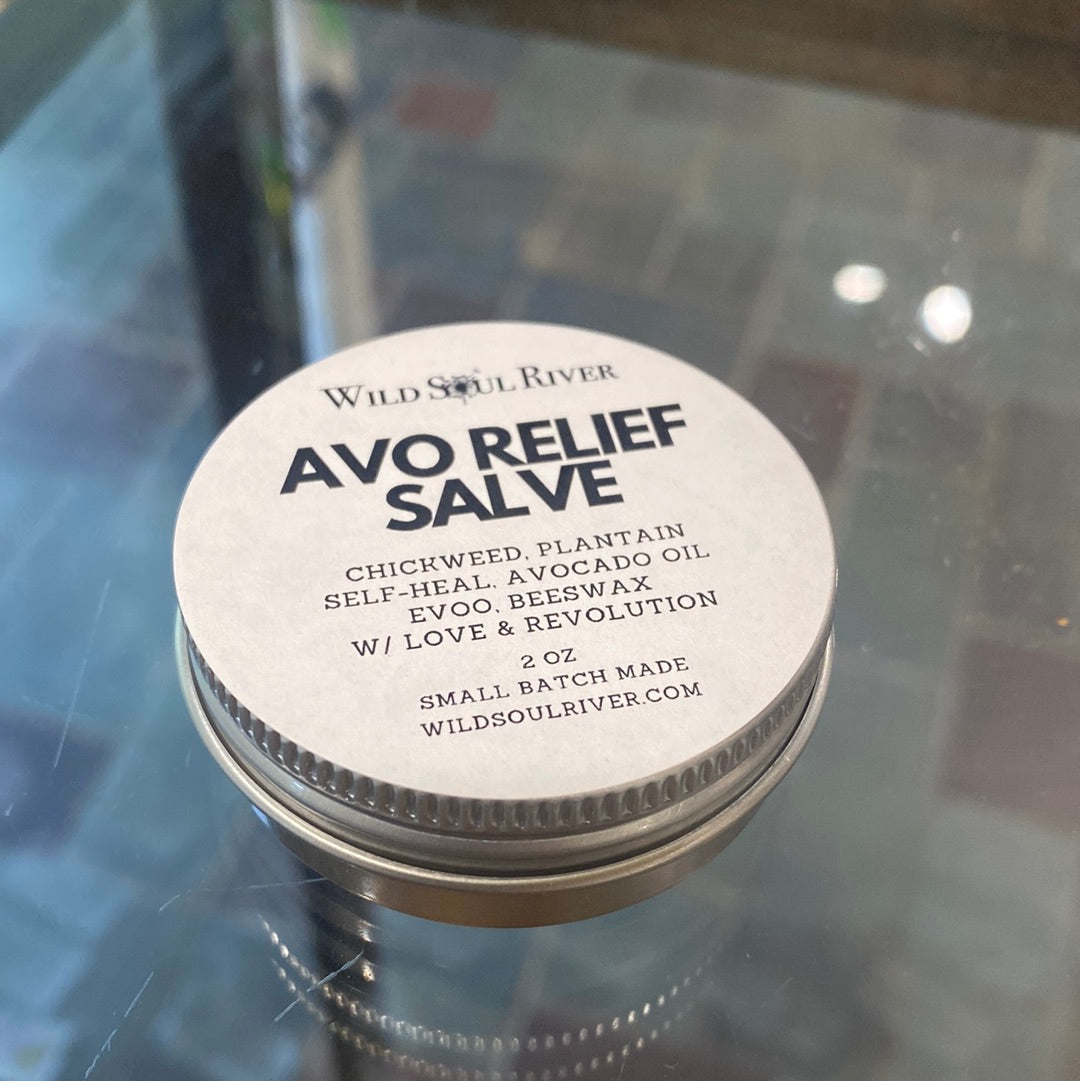 WILD SOUL RIVER
AVO RELIEF
SALVE
CHICKWEED, PLANTAIN
SELF-HEAL, AVOCADO OIL
EVOO, BEESWAX
W/ LOVE & REVOLUTION
2 OZ
SMALL BATCH MADE
WILDSOULRIVER.COM